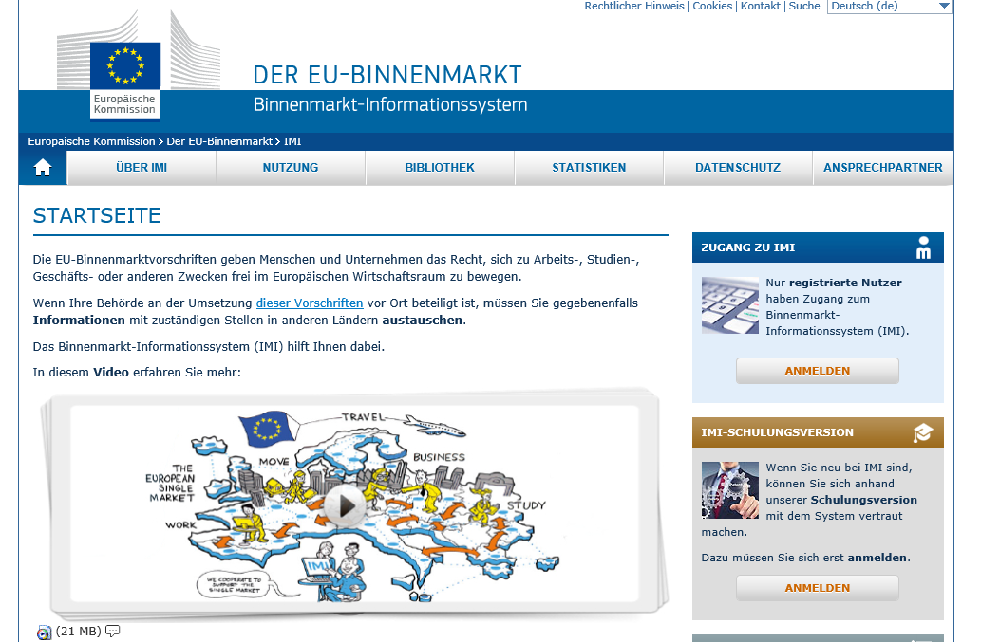 Rechtlicher Hinweis | Cookies | Kontakt | Suche Deutsch (de)
Europäische
Kommission
DER EU-BINNENMARKT
Binnenmarkt-Informationssystem
Europäische Kommission > Der EU-Binnenmarkt > IMI
ÜBER IMI NUTZUNG BIBLIOTHEK STATISTIKEN DATENSCHUTZ ANSPRECHPARTNER
STARTSEITE
Die EU-Binnenmarktvorschriften geben Menschen und Unternehmen das Recht, sich zu Arbeits-, Studien-,
Geschäfts- oder anderen Zwecken frei im Europäischen Wirtschaftsraum zu bewegen.
Wenn Ihre Behörde an der Umsetzung dieser Vorschriften vor Ort beteiligt ist, müssen Sie gegebenenfalls
Informationen mit zuständigen Stellen in anderen Ländern austauschen.
Das Binnenmarkt-Informationssystem (IMI) hilft Ihnen dabei.
In diesem Video erfahren Sie mehr:
TRAVEL
MOVE
BUSINESS
THE
EUROPEAN
SINGLE
MARKET
STUDY
WORK
IMI
WE COOPERATE TO
SUPPORT THE
SINGLE MARKET
(21 MB)
ZUGANG ZU IMI
Nur registrierte Nutzer
haben Zugang zum
Binnenmarkt-
Informationssystem (IMI).
ANMELDEN
IMI-SCHULUNGSVERSION
Wenn Sie neu bei IMI sind,
können Sie sich anhand
unserer Schulungsversion
mit dem System vertraut
machen.
Dazu müssen Sie sich erst anmelden.
ANMELDEN